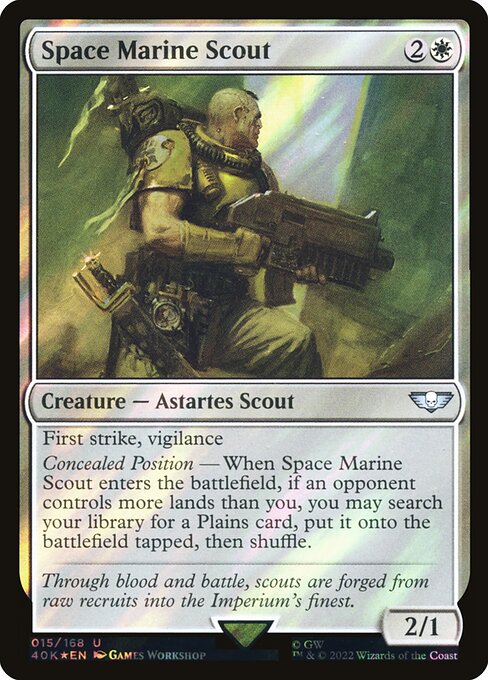 Space Marine Scout 2
Creature — Astartes Scout
First strike, vigilance
Concealed Position — When Space Marine
Scout enters the battlefield, if an opponent
controls more lands than you, you may search
your library for a Plains card, put it onto the
battlefield tapped, then shuffle.
Through blood and battle, scouts are forged from
raw recruits into the Imperium's finest.
2/1
015/168 U
40K★EN Games Workshop
© GW
™ & © 2022 Wizards of the Coast